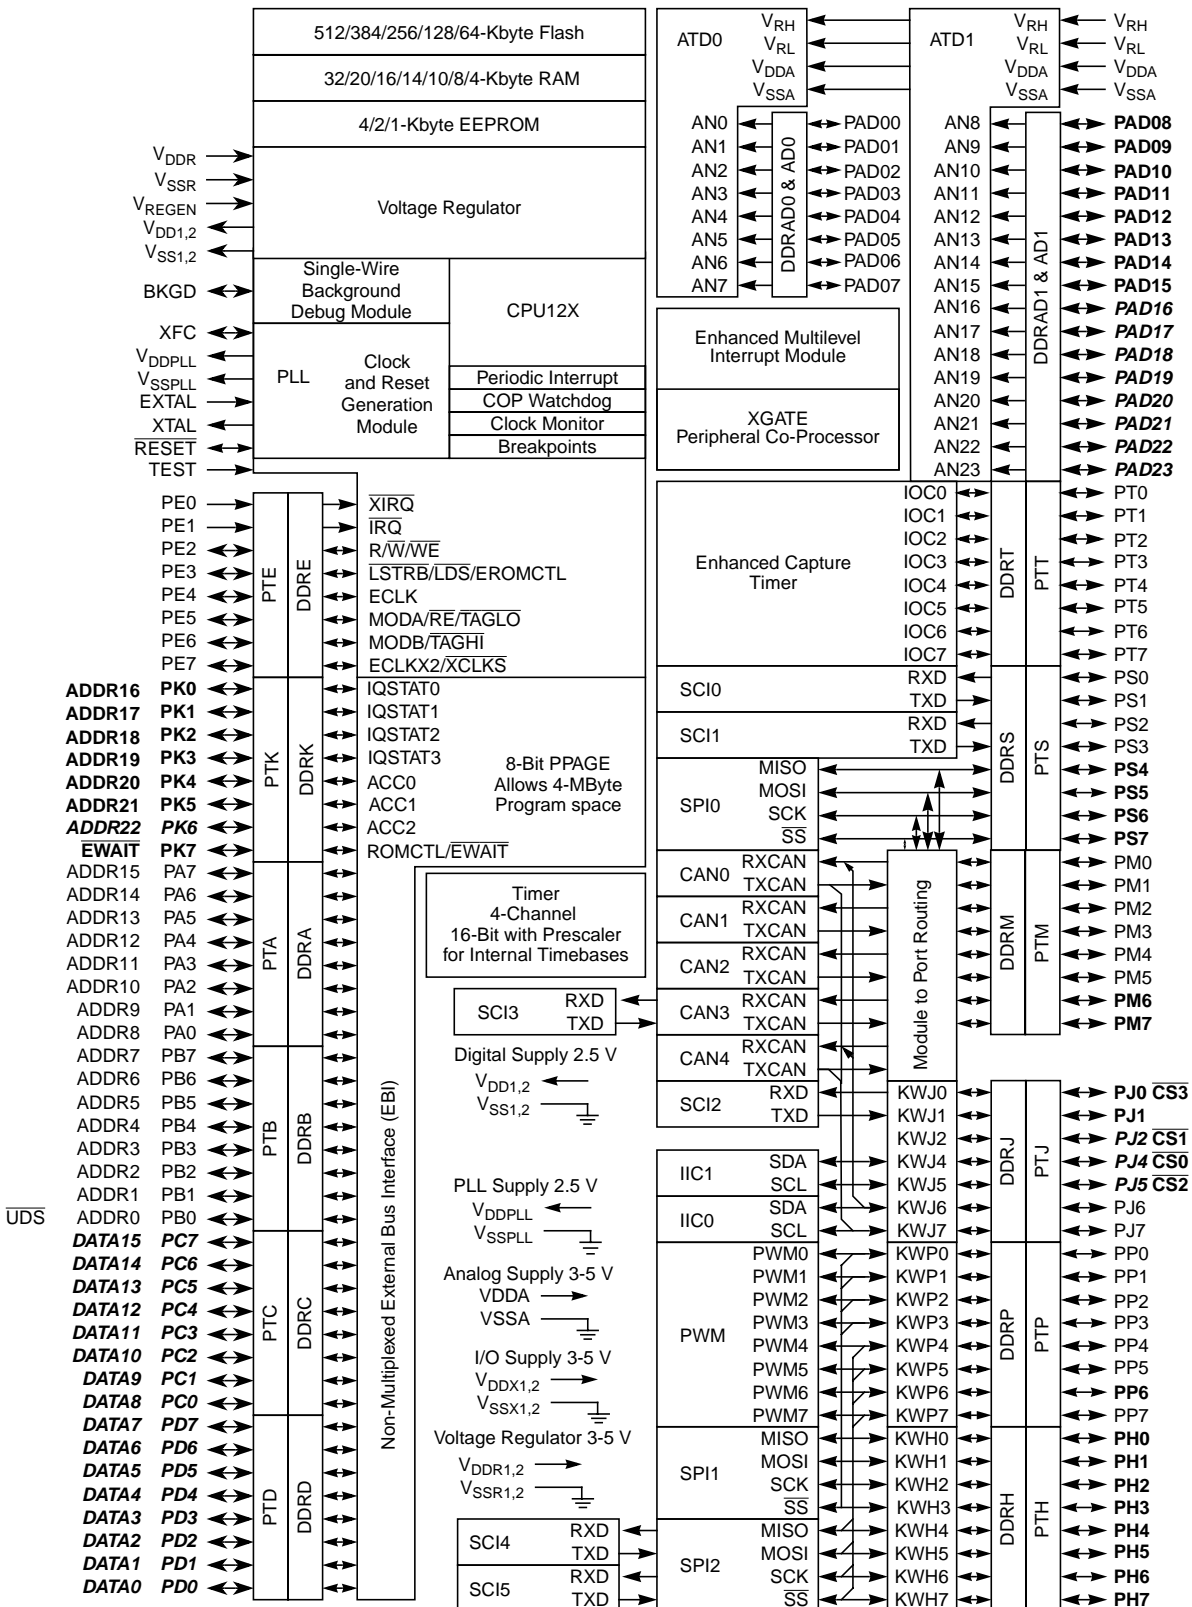 512/384/256/128/64-Kbyte Flash
32/20/16/14/10/8/4-Kbyte RAM
4/2/1-Kbyte EEPROM
Voltage Regulator
VDDR
VSSR
VREGEN
VDD1,2
VSS1,2
BKGD
XFC
VDDPLL
VSSPLL
EXTAL
XTAL
RESET
TEST
Single-Wire
Background
Debug Module
CPU12X
PLL
Clock
and Reset
Generation
Module
Periodic Interrupt
COP Watchdog
Clock Monitor
Breakpoints
PE0
PE1
PE2
PE3
PE4
PE5
PE6
PE7
PTE
DDRE
XIRQ
IRQ
R/W/WE
LSTRB/LDS/EROMCTL
ECLK
MODA/RE/TAGLO
MODB/TAGHI
ECLKX2/XCLKS
ADDR16 PK0
ADDR17 PK1
ADDR18 PK2
ADDR19 PK3
ADDR20 PK4
ADDR21 PK5
ADDR22 PK6
EWAIT PK7
PTK
DDRK
IQSTAT0
IQSTAT1
IQSTAT2
IQSTAT3
ACC0
ACC1
ACC2
ROMCTL/EWAIT
8-Bit PPAGE
Allows 4-MByte
Program space
ADDR15 PA7
ADDR14 PA6
ADDR13 PA5
ADDR12 PA4
ADDR11 PA3
ADDR10 PA2
ADDR9 PA1
ADDR8 PA0
PTA
DDRA
ADDR7 PB7
ADDR6 PB6
ADDR5 PB5
ADDR4 PB4
ADDR3 PB3
ADDR2 PB2
ADDR1 PB1
UDS ADDR0 PB0
PTB
DDRB
DATA15 PC7
DATA14 PC6
DATA13 PC5
DATA12 PC4
DATA11 PC3
DATA10 PC2
DATA9 PC1
DATA8 PC0
PTC
DDRC
DATA7 PD7
DATA6 PD6
DATA5 PD5
DATA4 PD4
DATA3 PD3
DATA2 PD2
DATA1 PD1
DATA0 PD0
PTD
DDRD
Non-Multiplexed External Bus Interface (EBI)
Timer
4-Channel
16-Bit with Prescaler
for Internal Timebases
SCI3
RXD
TXD
Digital Supply 2.5 V
VDD1,2
VSS1,2
PLL Supply 2.5 V
VDDPLL
VSSPLL
Analog Supply 3-5 V
VDDA
VSSA
I/O Supply 3-5 V
VDDX1,2
VSSX1,2
Voltage Regulator 3-5 V
VDDR1,2
VSSR1,2
SCI4
RXD
TXD
SCI5
RXD
TXD
ATD0
VRH
VRL
VDDA
VSSA
AN0
AN1
AN2
AN3
AN4
AN5
AN6
AN7
DDRAD0 & AD0
PAD00
PAD01
PAD02
PAD03
PAD04
PAD05
PAD06
PAD07
ATD1
VRH VRH
VRL VRL
VDDA VDDA
VSSA VSSA
AN8
AN9
AN10
AN11
AN12
AN13
AN14
AN15
AN16
AN17
AN18
AN19
AN20
AN21
AN22
AN23
DDRAD1 & AD1
PAD08
PAD09
PAD10
PAD11
PAD12
PAD13
PAD14
PAD15
PAD16
PAD17
PAD18
PAD19
PAD20
PAD21
PAD22
PAD23
Enhanced Multilevel
Interrupt Module
XGATE
Peripheral Co-Processor
Enhanced Capture
Timer
IOC0
IOC1
IOC2
IOC3
IOC4
IOC5
IOC6
IOC7
DDRT
PTT
PT0
PT1
PT2
PT3
PT4
PT5
PT6
PT7
SCI0
RXD
TXD
SCI1
RXD
TXD
SPI0
MISO
MOSI
SCK
SS
DDRS
PTS
PS0
PS1
PS2
PS3
PS4
PS5
PS6
PS7
CAN0
RXCAN
TXCAN
CAN1
RXCAN
TXCAN
CAN2
RXCAN
TXCAN
CAN3
RXCAN
TXCAN
CAN4
RXCAN
TXCAN
Module to Port Routing
DDRM
PTM
PM0
PM1
PM2
PM3
PM4
PM5
PM6
PM7
SCI2
RXD
TXD
IIC1
SDA
SCL
IIC0
SDA
SCL
KWJ0
KWJ1
KWJ2
KWJ4
KWJ5
KWJ6
KWJ7
DDRJ
PTJ
PJ0 CS3
PJ1
PJ2 CS1
PJ4 CS0
PJ5 CS2
PJ6
PJ7
PWM
PWM0
PWM1
PWM2
PWM3
PWM4
PWM5
PWM6
PWM7
KWP0
KWP1
KWP2
KWP3
KWP4
KWP5
KWP6
KWP7
DDRP
PTP
PP0
PP1
PP2
PP3
PP4
PP5
PP6
PP7
SPI1
MISO
MOSI
SCK
SS
SPI2
MISO
MOSI
SCK
SS
KWH0
KWH1
KWH2
KWH3
KWH4
KWH5
KWH6
KWH7
DDRH
PTH
PH0
PH1
PH2
PH3
PH4
PH5
PH6
PH7